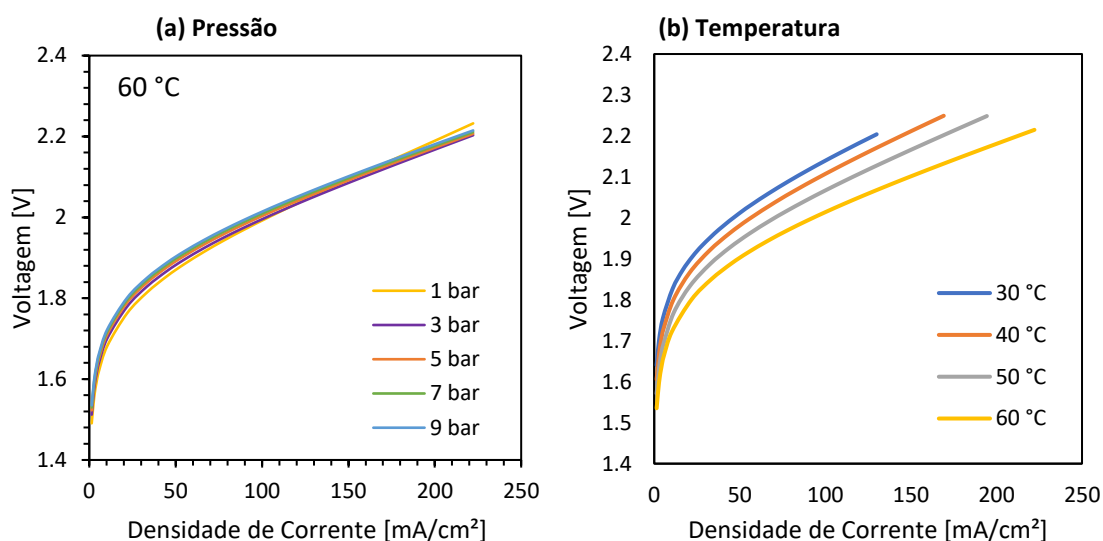 (a) Pressão
2.4
2.2
2
1.8
1.6
1.4
Voltagem [V]
60 °C
1 bar
3 bar
5 bar
7 bar
9 bar
0 50 100 150 200 250
Densidade de Corrente [mA/cm²]
(b) Temperatura
2.4
2.3
2.2
2.1
2
1.9
1.8
1.7
1.6
1.5
1.4
Voltagem [V]
30 °C
40 °C
50 °C
60 °C
0 50 100 150 200 250
Densidade de Corrente [mA/cm²]